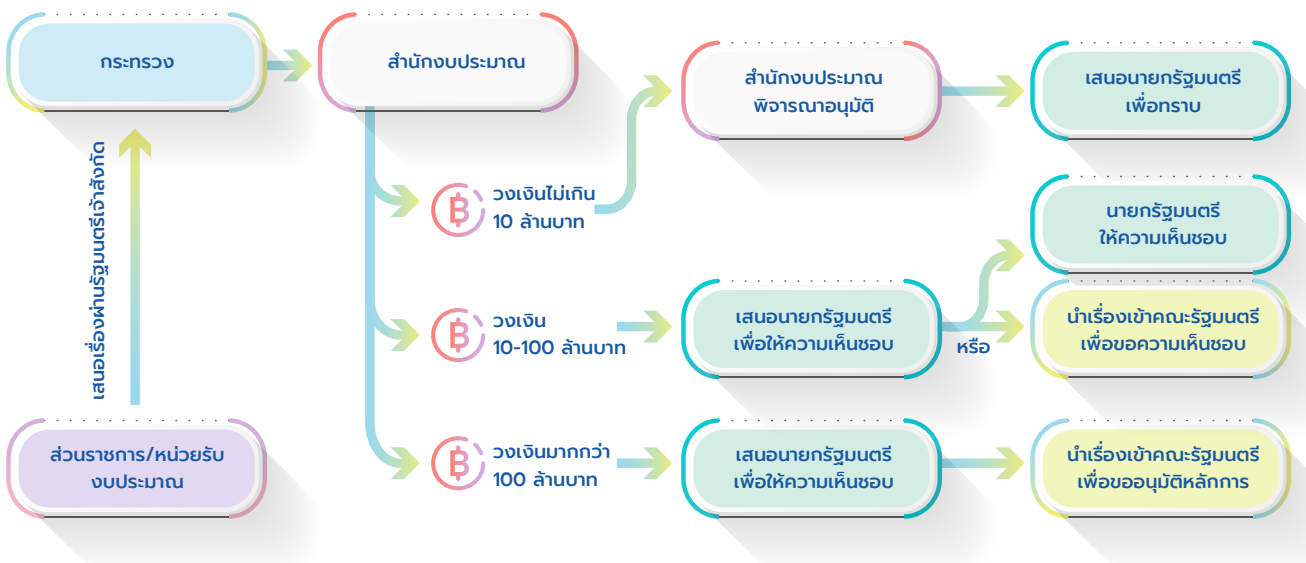 กระทรวง
สำนักงบประมาณ
สำนักงบประมาณ
พิจารณาอนุมัติ
เสนอนายกรัฐมนตรี
เพื่อทราบ
เสนอเรื่องผ่านรัฐมนตรีเจ้าสังกัด
วงเงินไม่เกิน
10 ล้านบาท
นายกรัฐมนตรี
ให้ความเห็นชอบ
วงเงิน
10-100 ล้านบาท
เสนอนายกรัฐมนตรี
เพื่อให้ความเห็นชอบ
หรือ
นำเรื่องเข้าคณะรัฐมนตรี
เพื่อขอความเห็นชอบ
ส่วนราชการ/หน่วยรับ
งบประมาณ
วงเงินมากกว่า
100 ล้านบาท
เสนอนายกรัฐมนตรี
เพื่อให้ความเห็นชอบ
นำเรื่องเข้าคณะรัฐมนตรี
เพื่อขออนุมัติหลักการ